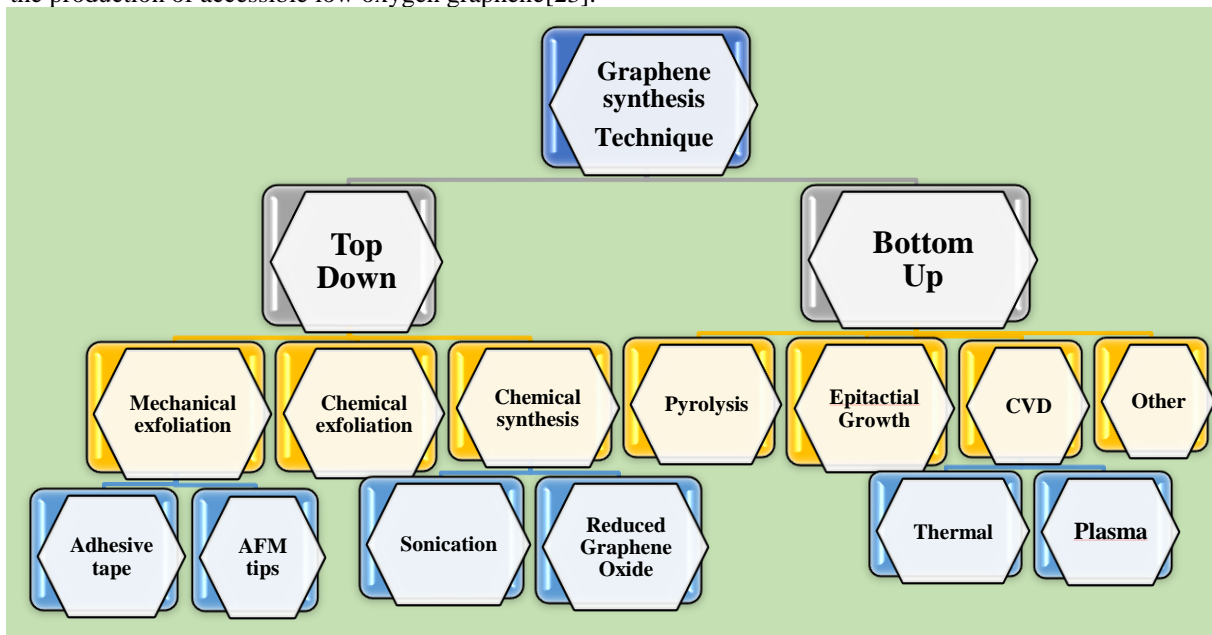 the production of accessible low oxygen graphene[23].
Graphene
synthesis
Technique
Top
Down
Bottom
Up
Mechanical
exfoliation
Chemical
exfoliation
Chemical
synthesis
Pyrolysis
Epitactial
Growth
CVD
Other
Adhesive
tape
AFM
tips
Sonication
Reduced
Graphene
Oxide
Thermal
Plasma